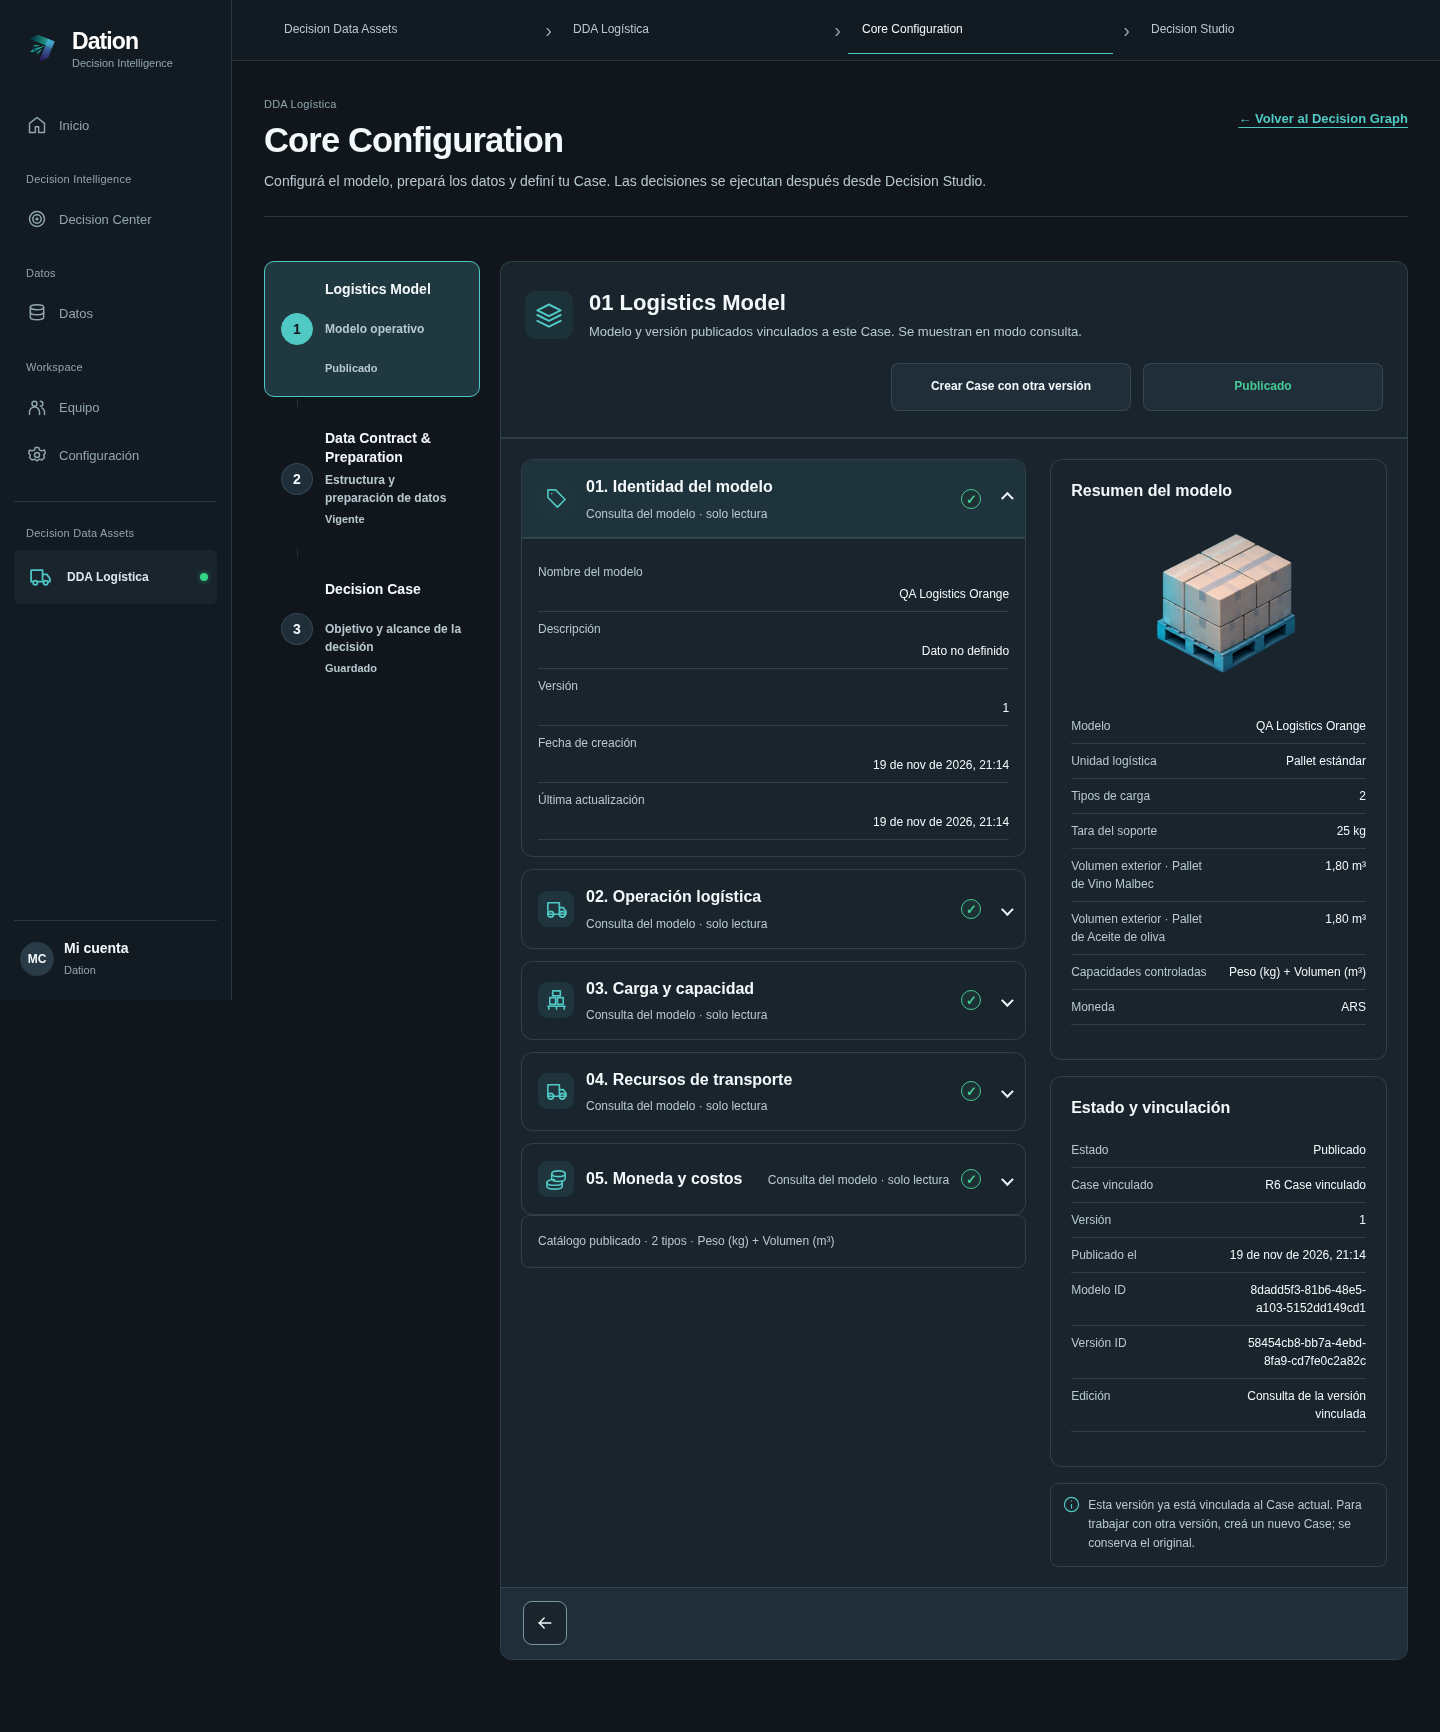 Dation
Decision Intelligence
Inicio
Decision Intelligence
Decision Center
Datos
Datos
Workspace
Equipo
Configuración
Decision Data Assets
DDA Logística
MC
Mi cuenta
Dation
Decision Data Assets
DDA Logística
Core Configuration
Decision Studio
DDA Logística
Core Configuration
← Volver al Decision Graph
Configurá el modelo, prepará los datos y definí tu Case. Las decisiones se ejecutan después desde Decision Studio.
Logistics Model
1
Modelo operativo
Publicado
Data Contract &
Preparation
2
Estructura y
preparación de datos
Vigente
Decision Case
3
Objetivo y alcance de la
decisión
Guardado
01 Logistics Model
Modelo y versión publicados vinculados a este Case. Se muestran en modo consulta.
Crear Case con otra versión
Publicado
01. Identidad del modelo
Consulta del modelo · solo lectura
Nombre del modelo
QA Logistics Orange
Descripción
Dato no definido
Versión
1
Fecha de creación
19 de nov de 2026, 21:14
Última actualización
19 de nov de 2026, 21:14
02. Operación logística
Consulta del modelo · solo lectura
03. Carga y capacidad
Consulta del modelo · solo lectura
04. Recursos de transporte
Consulta del modelo · solo lectura
05. Moneda y costos
Consulta del modelo · solo lectura
Catálogo publicado · 2 tipos · Peso (kg) + Volumen (m³)
Resumen del modelo
Modelo QA Logistics Orange
Unidad logística Pallet estándar
Tipos de carga 2
Tara del soporte 25 kg
Volumen exterior · Pallet 1,80 m³
de Vino Malbec
Volumen exterior · Pallet 1,80 m³
de Aceite de oliva
Capacidades controladas Peso (kg) + Volumen (m³)
Moneda ARS
Estado y vinculación
Estado Publicado
Case vinculado R6 Case vinculado
Versión 1
Publicado el 19 de nov de 2026, 21:14
Modelo ID 8dadd5f3-81b6-48e5-
a103-5152dd149cd1
Versión ID 58454cb8-bb7a-4ebd-
8fa9-cd7fe0c2a82c
Edición Consulta de la versión
vinculada
Esta versión ya está vinculada al Case actual. Para
trabajar con otra versión, creá un nuevo Case; se
conserva el original.